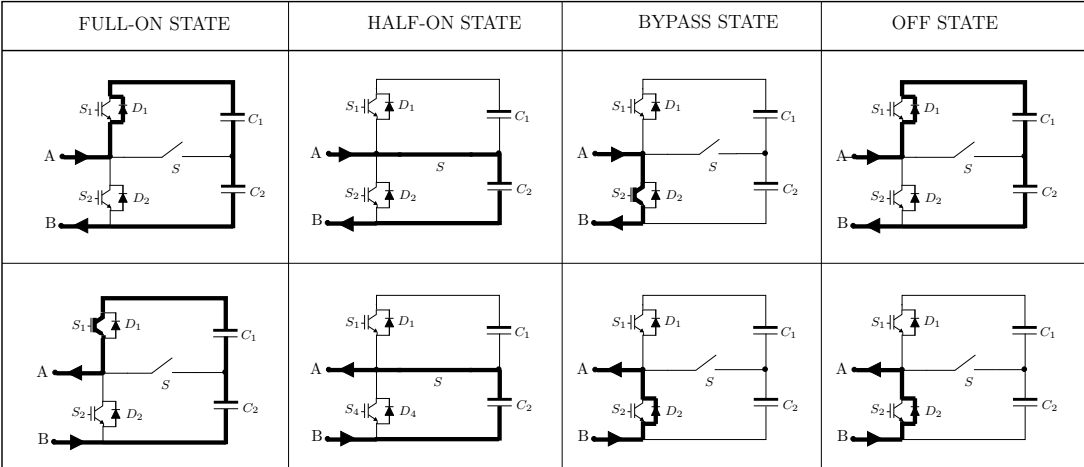 FULL-ON STATE
HALF-ON STATE
BYPASS STATE
OFF STATE
S1 D1 C1
A S
S2 D2 C2
B
S1 D1 C1
A S
S2 D2 C2
B
S1 D1 C1
A S
S2 D2 C2
B
S1 D1 C1
A S
S2 D2 C2
B
S1 D1 C1
A S
S2 D2 C2
B
S1 D1 C1
A S
S4 D4 C2
B
S1 D1 C1
A S
S2 D2 C2
B
S1 D1 C1
A S
S2 D2 C2
B